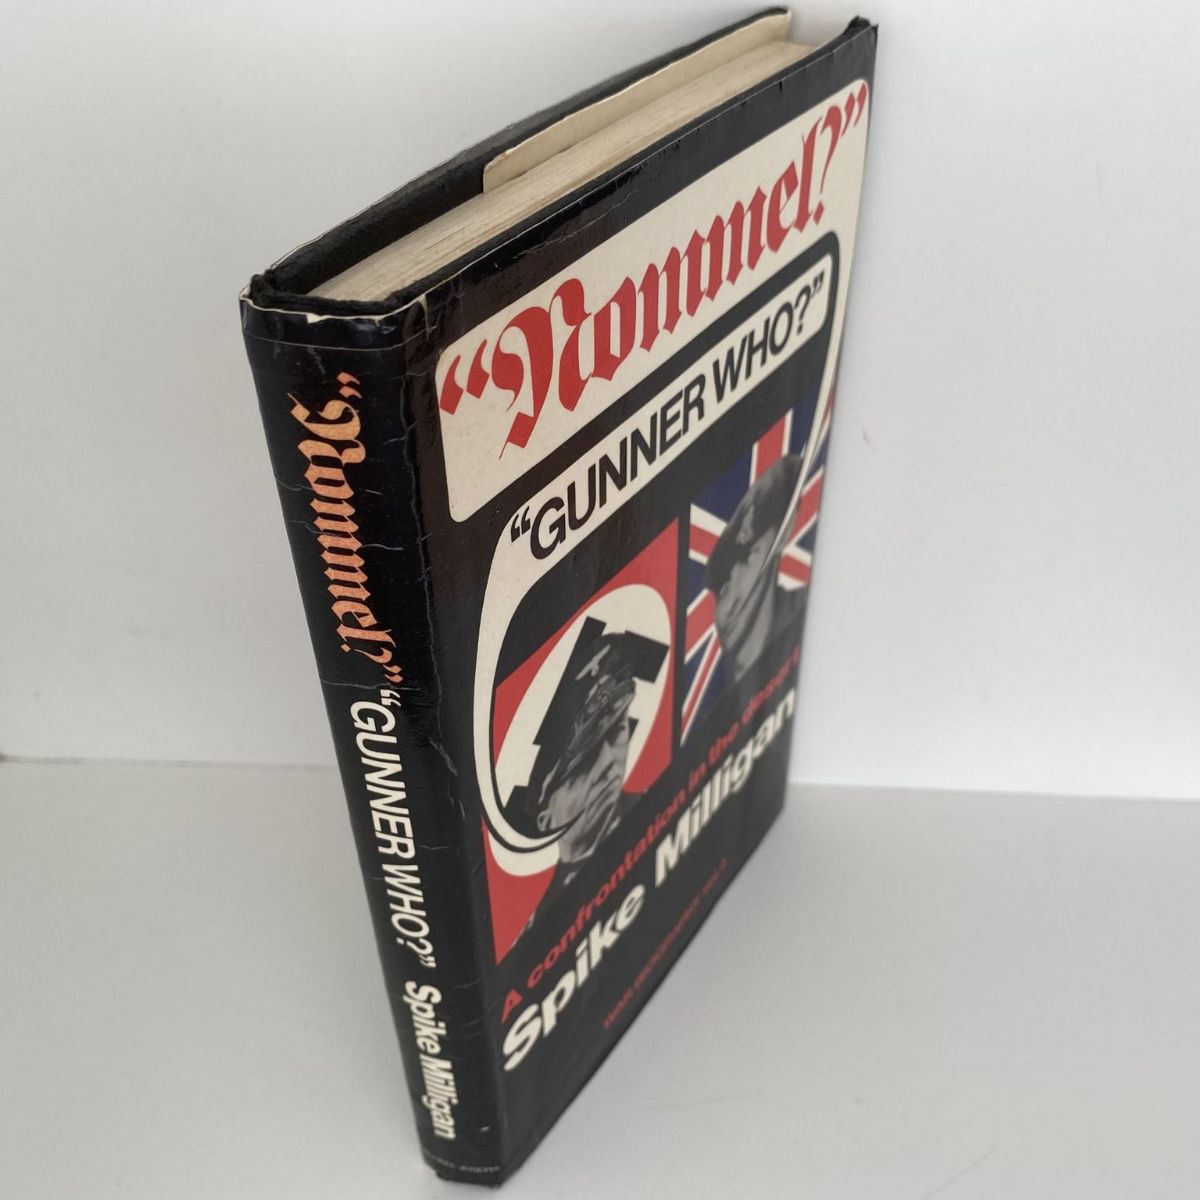 “Rommel?”
“GUNNER WHO?”
A confrontation in the desert
Spike Milligan
“Rommel?” “GUNNER WHO?” Spike Milligan